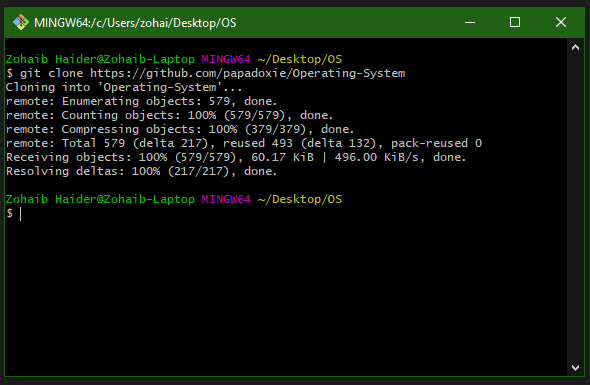 MINGW64:/c/Users/zohai/Desktop/OS
Zohaib Haider@Zohaib-Laptop MINGW64 ~/Desktop/OS
$ git clone https://github.com/papadoxie/Operating-System
Cloning into 'Operating-System'...
remote: Enumerating objects: 579, done.
remote: Counting objects: 100% (579/579), done.
remote: Compressing objects: 100% (379/379), done.
remote: Total 579 (delta 217), reused 493 (delta 132), pack-reused 0
Receiving objects: 100% (579/579), 60.17 KiB | 496.00 KiB/s, done.
Resolving deltas: 100% (217/217), done.
Zohaib Haider@Zohaib-Laptop MINGW64 ~/Desktop/OS
$